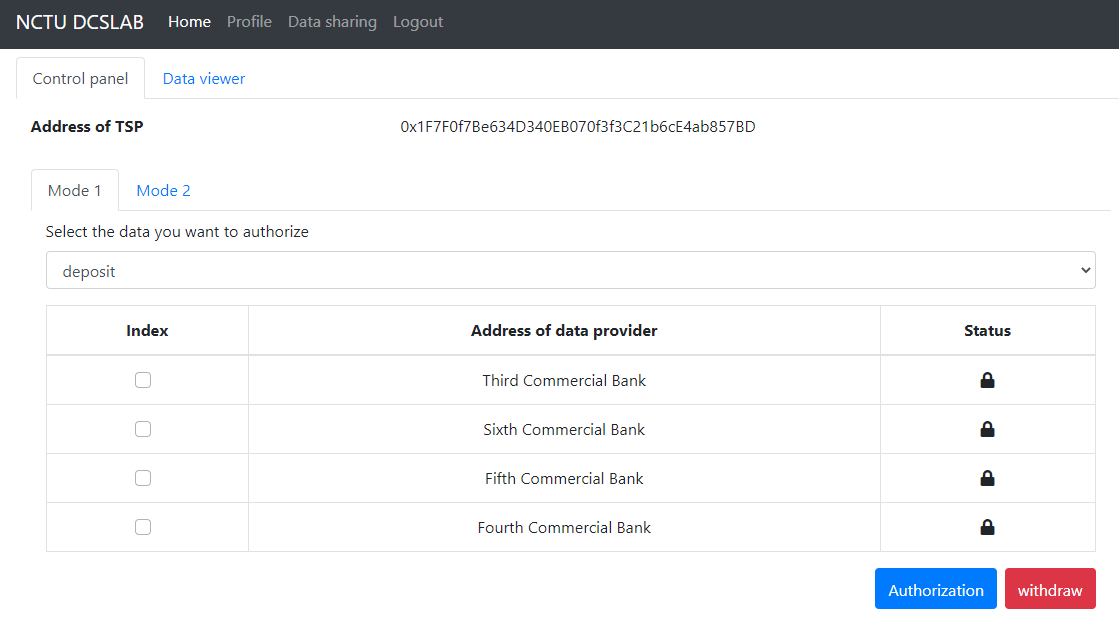 NCTU DCSLAB Home Profile Data sharing Logout
Control panel Data viewer
Address of TSP 0x1F7F0f7Be634D340EB070f3f3C21b6cE4ab857BD
Mode 1 Mode 2
Select the data you want to authorize
deposit
Index Address of data provider Status
Third Commercial Bank
Sixth Commercial Bank
Fifth Commercial Bank
Fourth Commercial Bank
Authorization withdraw